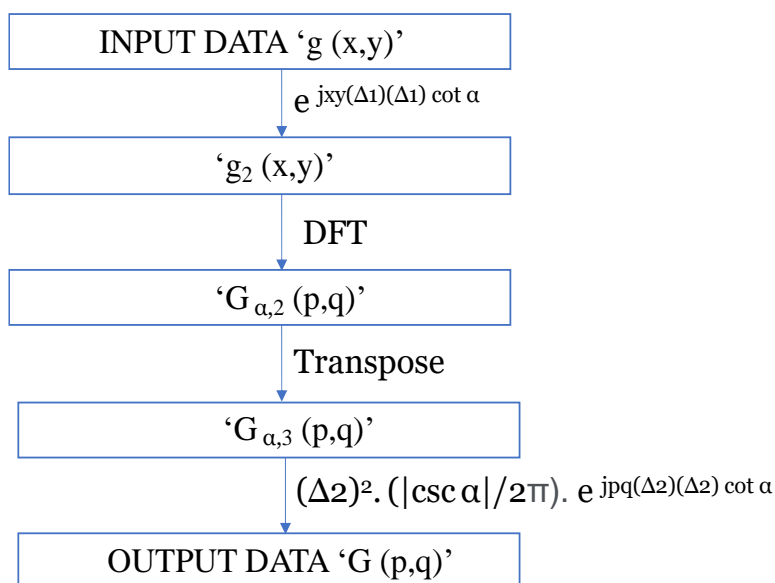 INPUT DATA ‘g (x,y)’
e jxy(Δ1)(Δ1) cot α
‘g₂ (x,y)’
DFT
‘G α,2 (p,q)’
Transpose
‘G α,3 (p,q)’
(Δ2)². (|csc α|/2π). e jpq(Δ2)(Δ2) cot α
OUTPUT DATA ‘G (p,q)’